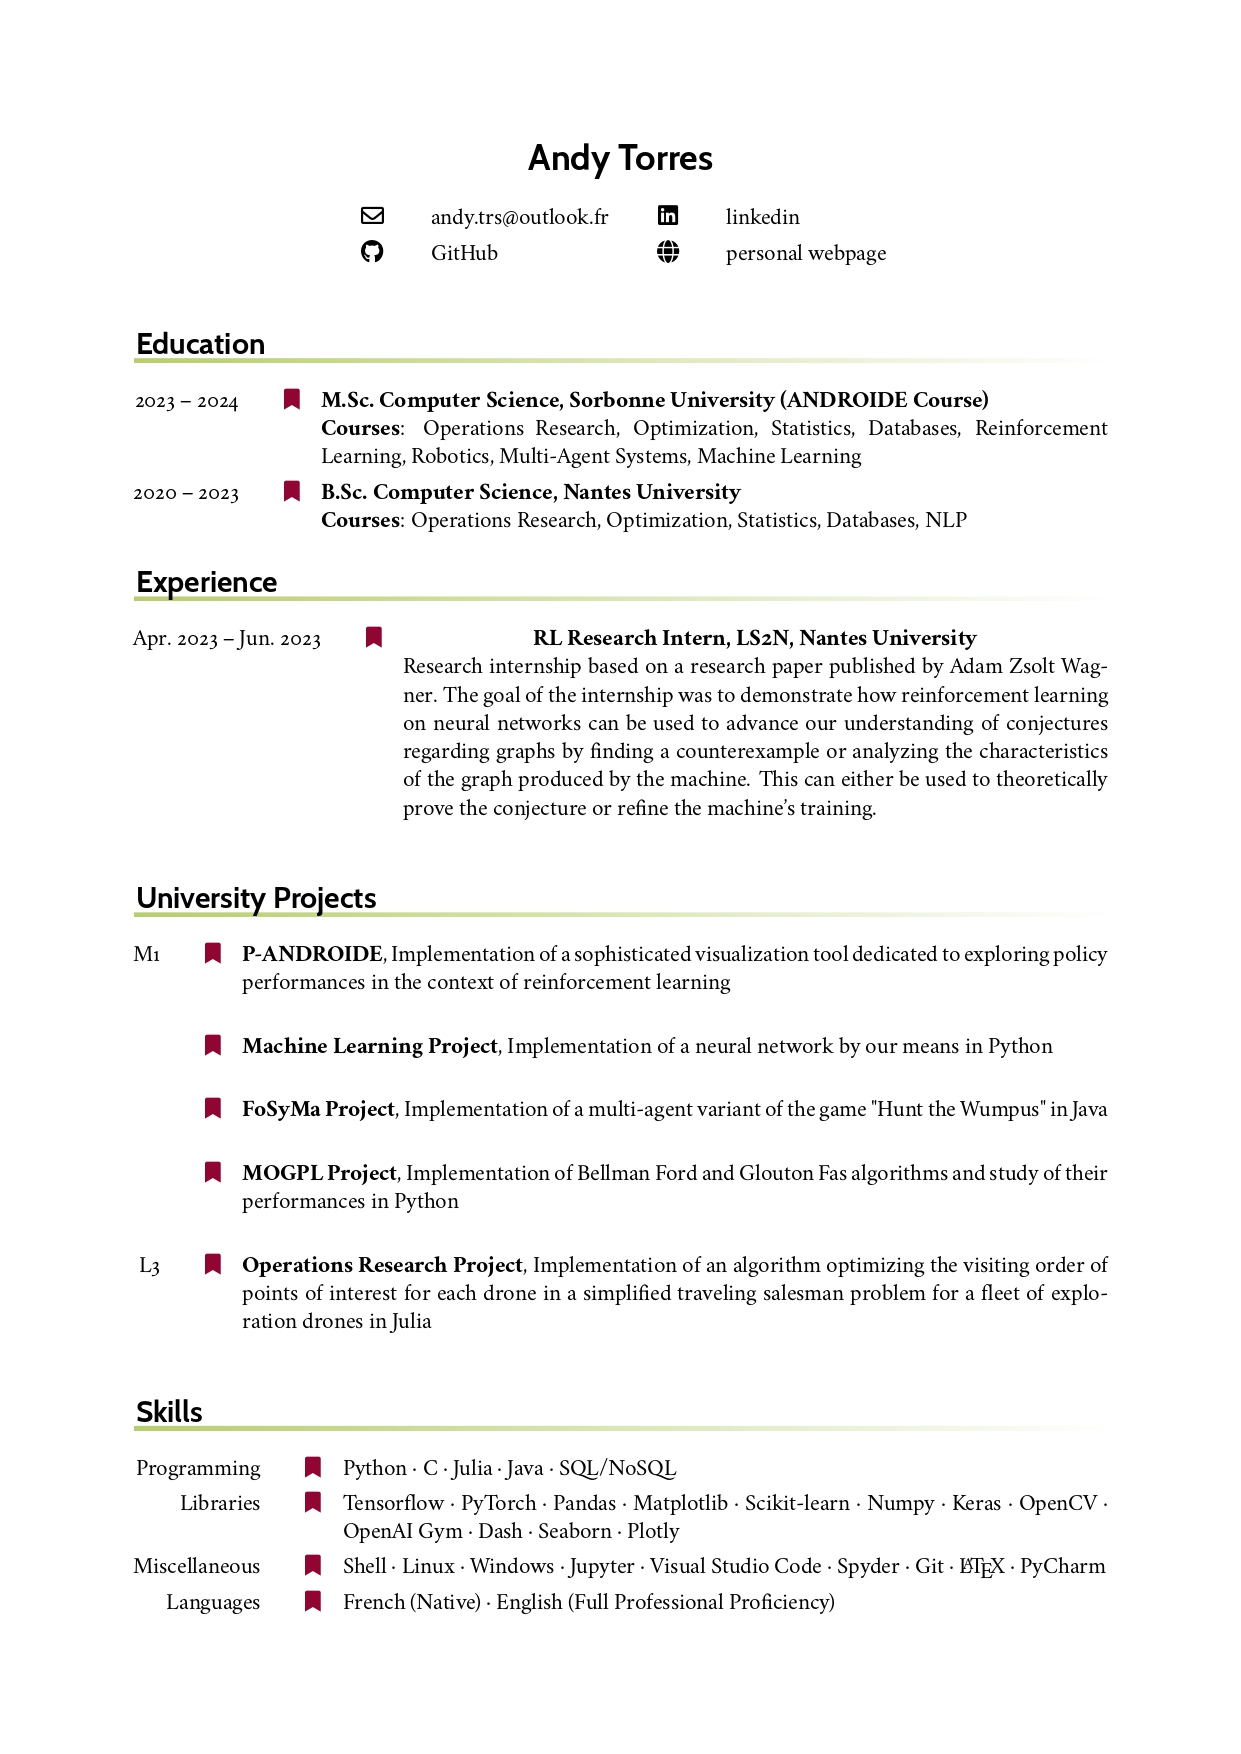 Andy Torres
andy.trs@outlook.fr linkedin
GitHub personal webpage
Education
2023 – 2024 M.Sc. Computer Science, Sorbonne University (ANDROIDE Course)
Courses: Operations Research, Optimization, Statistics, Databases, Reinforcement
Learning, Robotics, Multi-Agent Systems, Machine Learning
2020 – 2023 B.Sc. Computer Science, Nantes University
Courses: Operations Research, Optimization, Statistics, Databases, NLP
Experience
Apr. 2023 – Jun. 2023 RL Research Intern, LS2N, Nantes University
Research internship based on a research paper published by Adam Zsolt Wag-
ner. The goal of the internship was to demonstrate how reinforcement learning
on neural networks can be used to advance our understanding of conjectures
regarding graphs by finding a counterexample or analyzing the characteristics
of the graph produced by the machine. This can either be used to theoretically
prove the conjecture or refine the machine's training.
University Projects
M1 P-ANDROIDE, Implementation of a sophisticated visualization tool dedicated to exploring policy
performances in the context of reinforcement learning
Machine Learning Project, Implementation of a neural network by our means in Python
FoSyMa Project, Implementation of a multi-agent variant of the game "Hunt the Wumpus" in Java
MOGPL Project, Implementation of Bellman Ford and Glouton Fas algorithms and study of their
performances in Python
L3 Operations Research Project, Implementation of an algorithm optimizing the visiting order of
points of interest for each drone in a simplified traveling salesman problem for a fleet of explo-
ration drones in Julia
Skills
Programming Python · C · Julia · Java · SQL/NoSQL
Libraries Tensorflow · PyTorch · Pandas · Matplotlib · Scikit-learn · Numpy · Keras · OpenCV ·
OpenAI Gym · Dash · Seaborn · Plotly
Miscellaneous Shell · Linux · Windows · Jupyter · Visual Studio Code · Spyder · Git · LATEX · PyCharm
Languages French (Native) · English (Full Professional Proficiency)